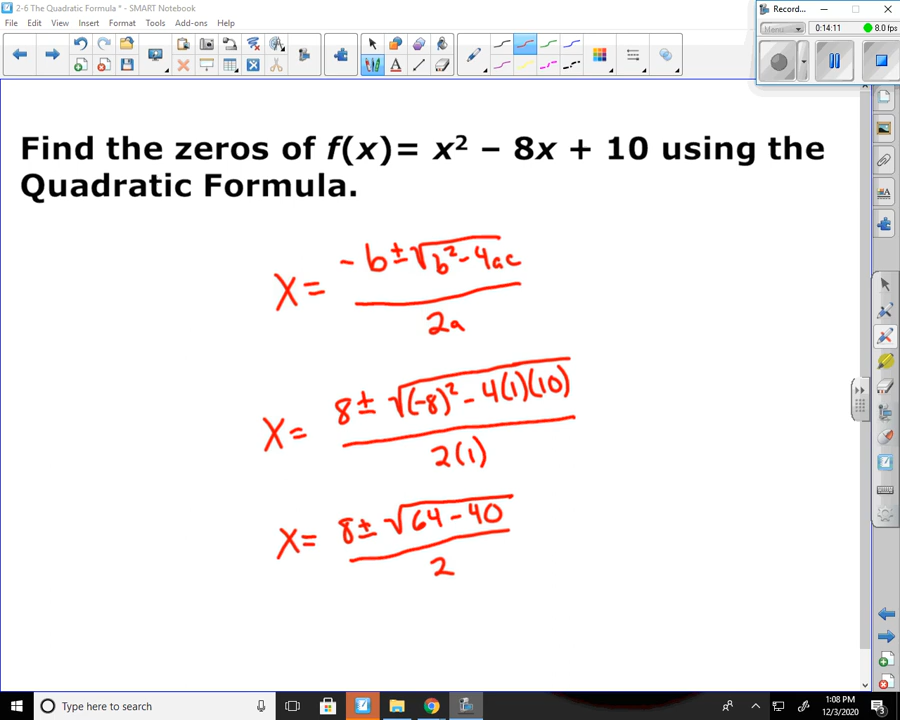 2-6 The Quadratic Formula * - SMART Notebook
Recor...
File Edit View Insert Format Tools Add-ons Help
Menu
0:14:11
8.0 fps
Find the zeros of f(x)= x² – 8x + 10 using the
Quadratic Formula.
X = -b ± √b² - 4ac
2a
X = 8 ± √(-8)² - 4(1)(10)
2(1)
X = 8 ± √64 - 40
2
Type here to search
1:08 PM
12/3/2020
3